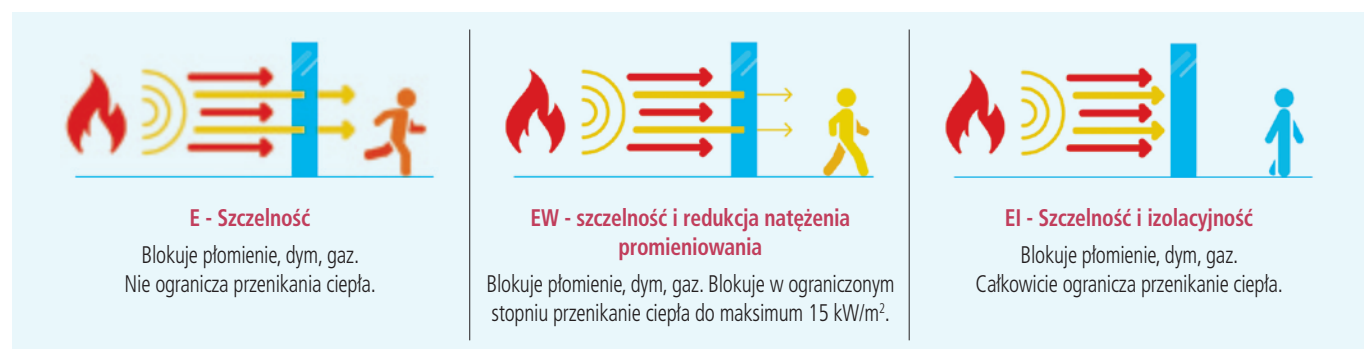 E - Szczelność
Blokuje płomienie, dym, gaz.
Nie ogranicza przenikania ciepła.
EW - szczelność i redukcja natężenia
promieniowania
Blokuje płomienie, dym, gaz. Blokuje w ograniczonym
stopniu przenikanie ciepła do maksimum 15 kW/m².
EI - Szczelność i izolacyjność
Blokuje płomienie, dym, gaz.
Całkowicie ogranicza przenikanie ciepła.